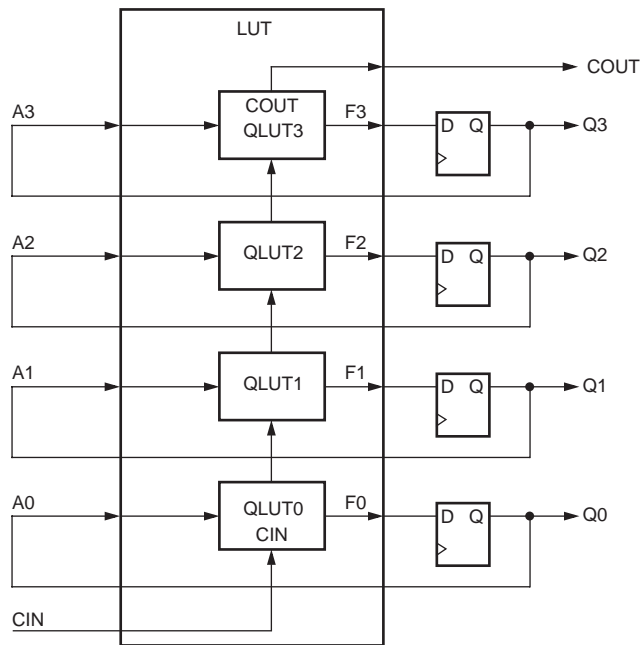 LUT
COUT
A3
COUT
QLUT3
F3
D Q
Q3
A2
QLUT2
F2
D Q
Q2
A1
QLUT1
F1
D Q
Q1
A0
QLUT0
CIN
F0
D Q
Q0
CIN